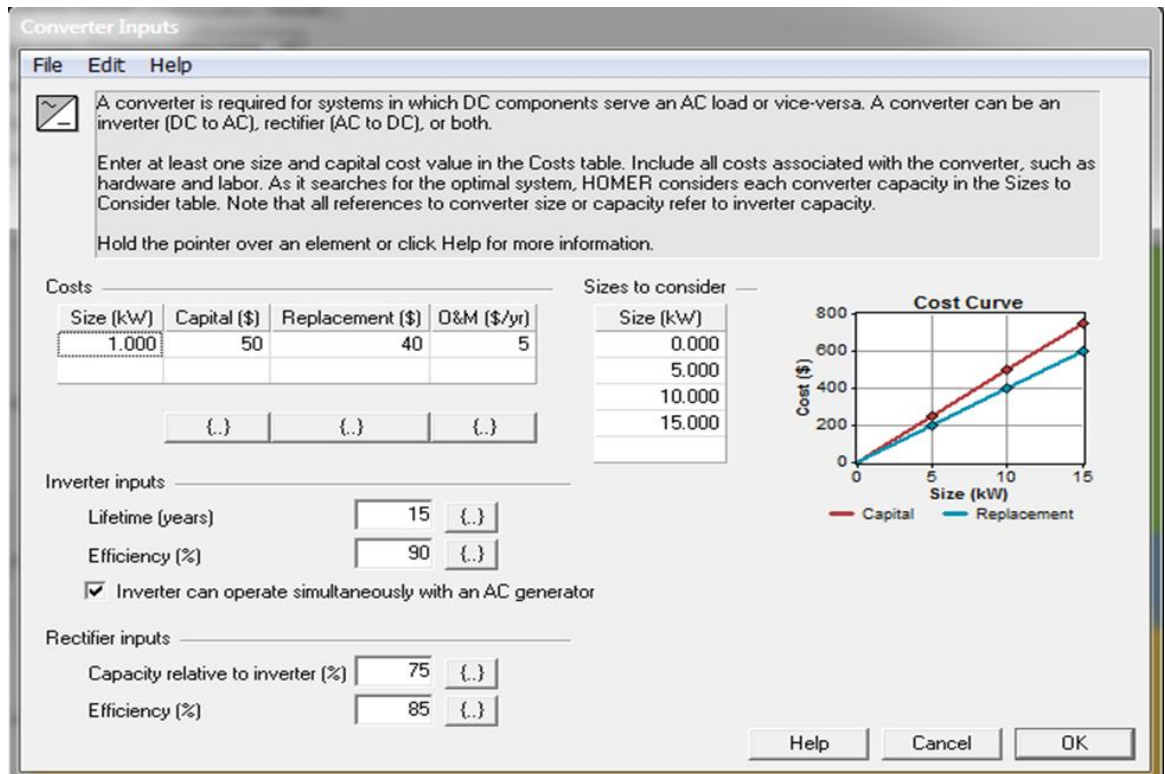 Converter Inputs
File Edit Help
A converter is required for systems in which DC components serve an AC load or vice-versa. A converter can be an
inverter (DC to AC), rectifier (AC to DC), or both.
Enter at least one size and capital cost value in the Costs table. Include all costs associated with the converter, such as
hardware and labor. As it searches for the optimal system, HOMER considers each converter capacity in the Sizes to
Consider table. Note that all references to converter size or capacity refer to inverter capacity.
Hold the pointer over an element or click Help for more information.
Costs
Size (kW) Capital ($) Replacement ($) O&M ($/yr)
1.000 50 40 5
{..} {..} {..}
Sizes to consider
Size (kW)
0.000
5.000
10.000
15.000
Cost Curve
Cost ($)
800
600
400
200
0
0 5 10 15
Size (kW)
Capital Replacement
Inverter inputs
Lifetime (years) 15 {..}
Efficiency (%) 90 {..}
Inverter can operate simultaneously with an AC generator
Rectifier inputs
Capacity relative to inverter (%) 75 {..}
Efficiency (%) 85 {..}
Help Cancel OK